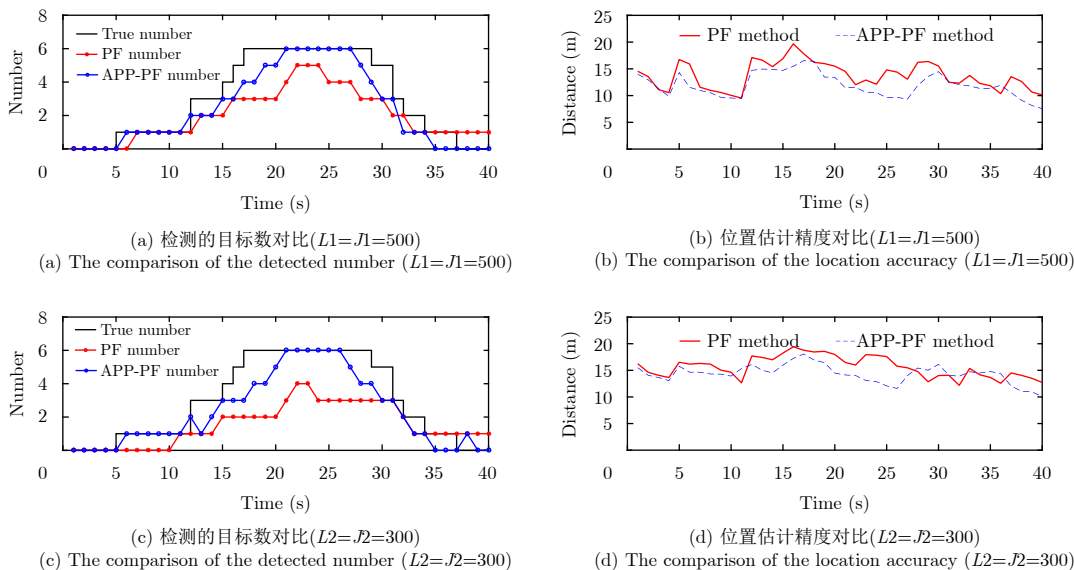 8
6
4
2
Number
True number
PF number
APP-PF number
0 5 10 15 20 25 30 35 40
Time (s)
(a) 检测的目标数对比(L1=J1=500)
(a) The comparison of the detected number (L1=J1=500)
25
20
15
10
5
Distance (m)
PF method APP-PF method
0 5 10 15 20 25 30 35 40
Time (s)
(b) 位置估计精度对比(L1=J1=500)
(b) The comparison of the location accuracy (L1=J1=500)
8
6
4
2
Number
True number
PF number
APP-PF number
0 5 10 15 20 25 30 35 40
Time (s)
(c) 检测的目标数对比(L2=J2=300)
(c) The comparison of the detected number (L2=J2=300)
25
20
15
10
5
Distance (m)
PF method APP-PF method
0 5 10 15 20 25 30 35 40
Time (s)
(d) 位置估计精度对比(L2=J2=300)
(d) The comparison of the location accuracy (L2=J2=300)